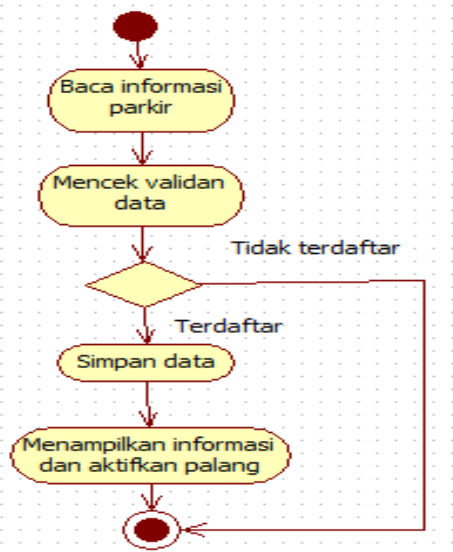 Baca informasi
parkir
Mencek validan
data
Tidak terdaftar
Terdaftar
Simpan data
Menampilkan informasi
dan aktifkan palang